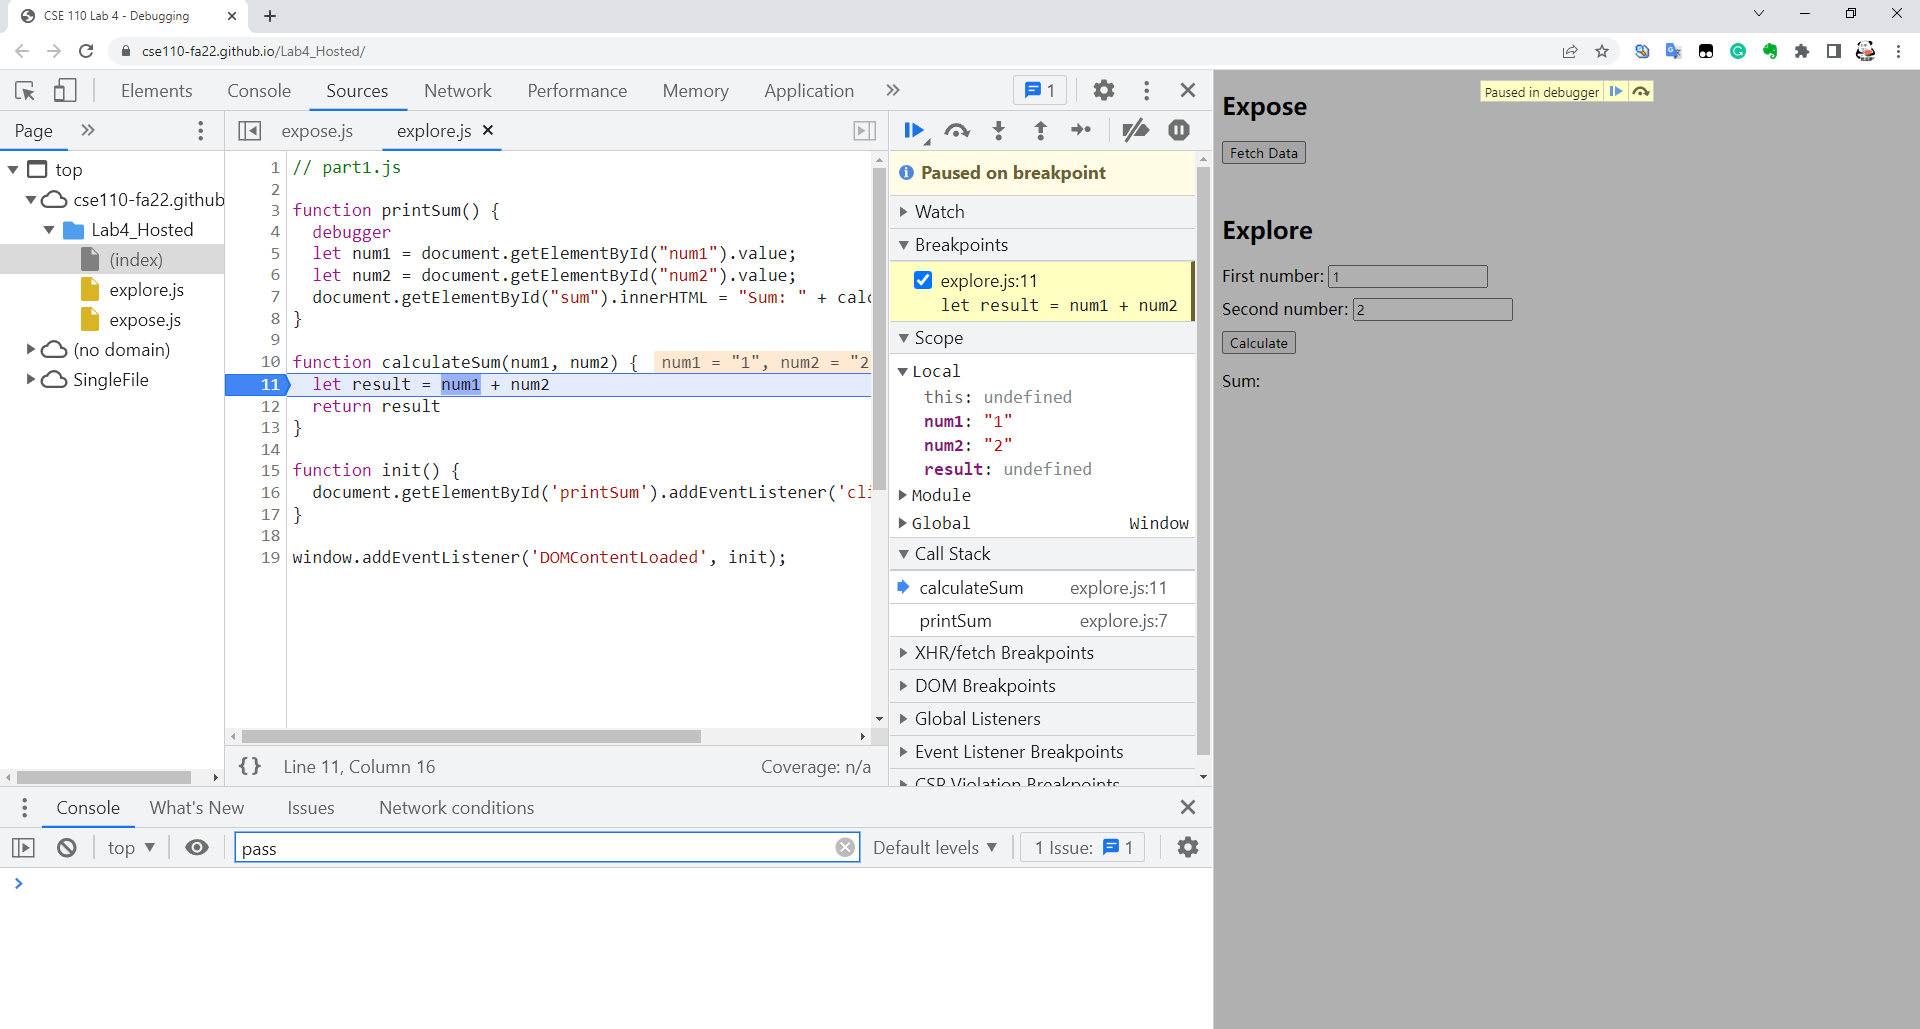 CSE 110 Lab 4 - Debugging
cse110-fa22.github.io/Lab4_Hosted/
Elements Console Sources Network Performance Memory Application 1
Page
top
cse110-fa22.github
Lab4_Hosted
(index)
explore.js
expose.js
(no domain)
SingleFile
expose.js explore.js
1 // part1.js
2
3 function printSum() {
4 debugger
5 let num1 = document.getElementById("num1").value;
6 let num2 = document.getElementById("num2").value;
7 document.getElementById("sum").innerHTML = "Sum: " + calc
8 }
9
10 function calculateSum(num1, num2) { num1 = "1", num2 = "2
11 let result = num1 + num2
12 return result
13 }
14
15 function init() {
16 document.getElementById('printSum').addEventListener('cli
17 }
18
19 window.addEventListener('DOMContentLoaded', init);
{} Line 11, Column 16 Coverage: n/a
Paused on breakpoint
Watch
Breakpoints
explore.js:11
let result = num1 + num2
Scope
Local
this: undefined
num1: "1"
num2: "2"
result: undefined
Module
Global Window
Call Stack
calculateSum explore.js:11
printSum explore.js:7
XHR/fetch Breakpoints
DOM Breakpoints
Global Listeners
Event Listener Breakpoints
CSP Violation Breakpoints
Console What's New Issues Network conditions
top pass Default levels 1 Issue: 1
Paused in debugger
Expose
Fetch Data
Explore
First number: 1
Second number: 2
Calculate
Sum: